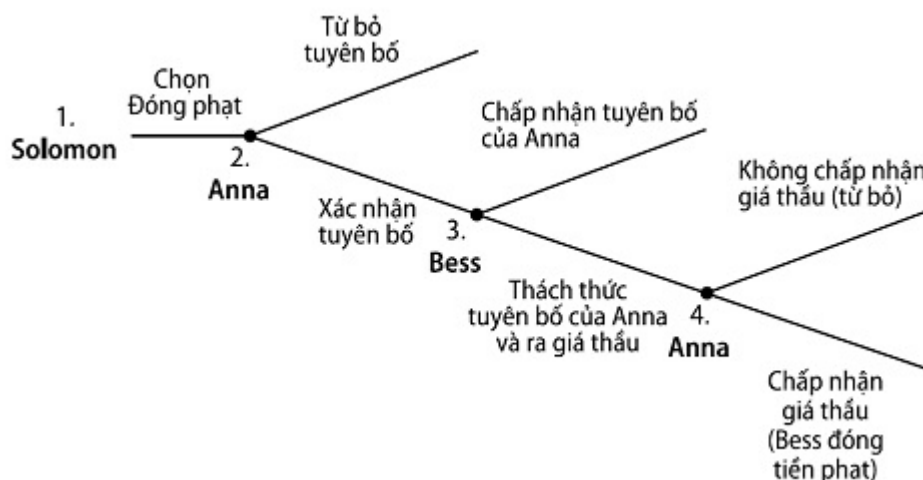 Từ bỏ
tuyên bố
Chọn
Đóng phạt
1.
Solomon
2.
Anna
Chấp nhận tuyên bố
của Anna
Xác nhận
tuyên bố
3.
Bess
Không chấp nhận
giá thầu (từ bỏ)
Thách thức
tuyên bố của Anna
và ra giá thầu
4.
Anna
Chấp nhận
giá thầu
(Bess đóng
tiền phạt)